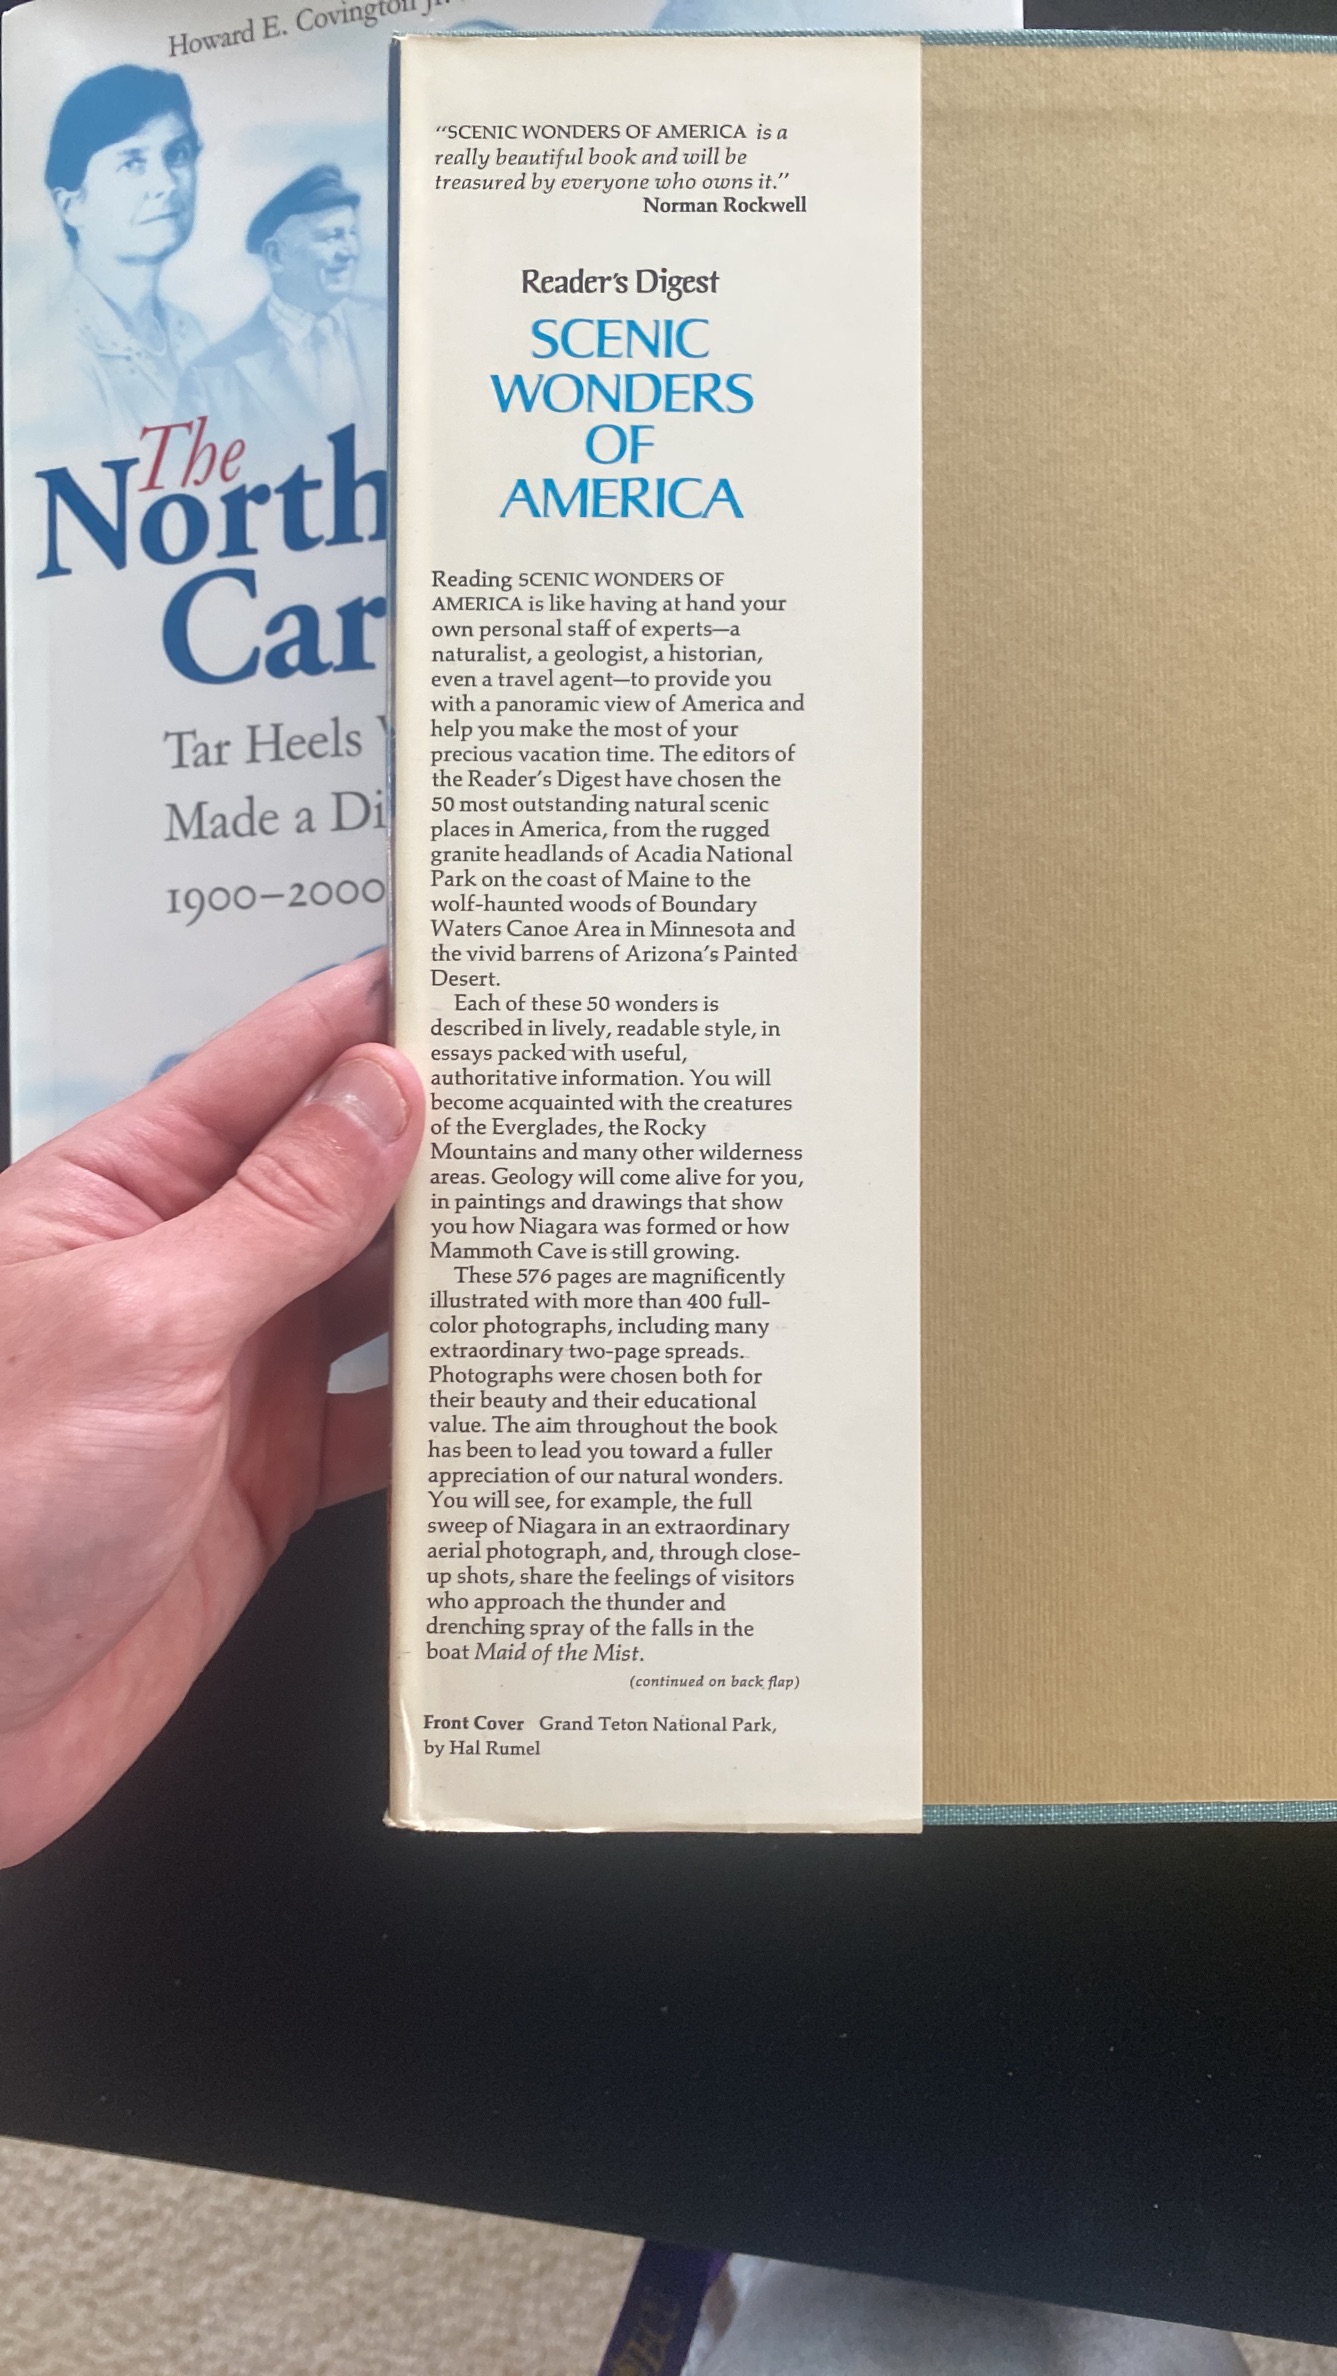 Howard E. Covington Jr.
The
North
Car
Tar Heels
Made a Di
1900–2000
“SCENIC WONDERS OF AMERICA is a
really beautiful book and will be
treasured by everyone who owns it.”
Norman Rockwell
Reader's Digest
SCENIC
WONDERS
OF
AMERICA
Reading SCENIC WONDERS OF
AMERICA is like having at hand your
own personal staff of experts—a
naturalist, a geologist, a historian,
even a travel agent—to provide you
with a panoramic view of America and
help you make the most of your
precious vacation time. The editors of
the Reader's Digest have chosen the
50 most outstanding natural scenic
places in America, from the rugged
granite headlands of Acadia National
Park on the coast of Maine to the
wolf-haunted woods of Boundary
Waters Canoe Area in Minnesota and
the vivid barrens of Arizona's Painted
Desert.
Each of these 50 wonders is
described in lively, readable style, in
essays packed with useful,
authoritative information. You will
become acquainted with the creatures
of the Everglades, the Rocky
Mountains and many other wilderness
areas. Geology will come alive for you,
in paintings and drawings that show
you how Niagara was formed or how
Mammoth Cave is still growing.
These 576 pages are magnificently
illustrated with more than 400 full-
color photographs, including many
extraordinary two-page spreads.
Photographs were chosen both for
their beauty and their educational
value. The aim throughout the book
has been to lead you toward a fuller
appreciation of our natural wonders.
You will see, for example, the full
sweep of Niagara in an extraordinary
aerial photograph, and, through close-
up shots, share the feelings of visitors
who approach the thunder and
drenching spray of the falls in the
boat Maid of the Mist.
(continued on back flap)
Front Cover Grand Teton National Park,
by Hal Rumel